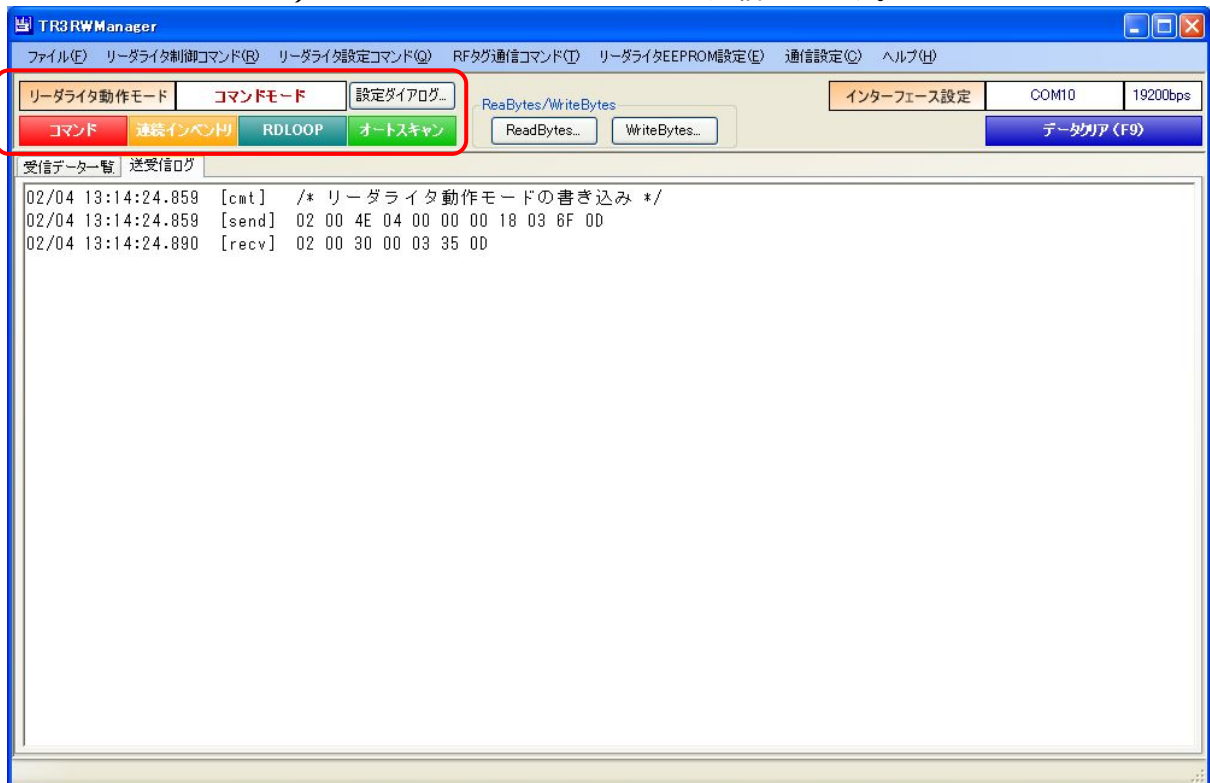 TR3RWManager
ファイル(F) リーダライタ制御コマンド(R) リーダライタ設定コマンド(Q) RFタグ通信コマンド(T) リーダライタEEPROM設定(E) 通信設定(C) ヘルプ(H)
リーダライタ動作モード コマンドモード 設定ダイアログ... ReaBytes/WriteBytes インターフェース設定 COM10 19200bps
コマンド 連続インベントリ RDLOOP オートスキャン ReadBytes... WriteBytes... データクリア(F9)
受信データ一覧 送受信ログ
02/04 13:14:24.859 [cmt] /* リーダライタ動作モードの書き込み */
02/04 13:14:24.859 [send] 02 00 4E 04 00 00 00 18 03 6F 0D
02/04 13:14:24.890 [recv] 02 00 30 00 03 35 0D